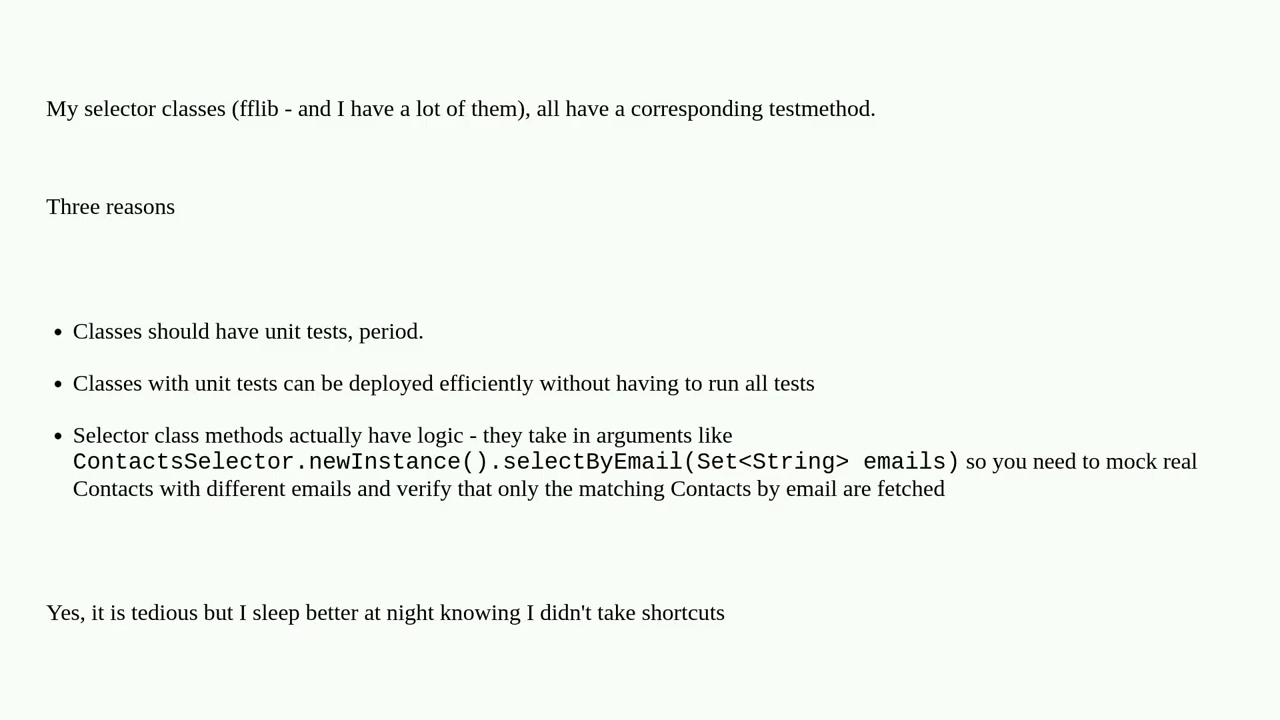 My selector classes (fflib - and I have a lot of them), all have a corresponding testmethod.
Three reasons
• Classes should have unit tests, period.
• Classes with unit tests can be deployed efficiently without having to run all tests
• Selector class methods actually have logic - they take in arguments like
ContactsSelector.newInstance().selectByEmail(Set<String> emails) so you need to mock real
Contacts with different emails and verify that only the matching Contacts by email are fetched
Yes, it is tedious but I sleep better at night knowing I didn't take shortcuts